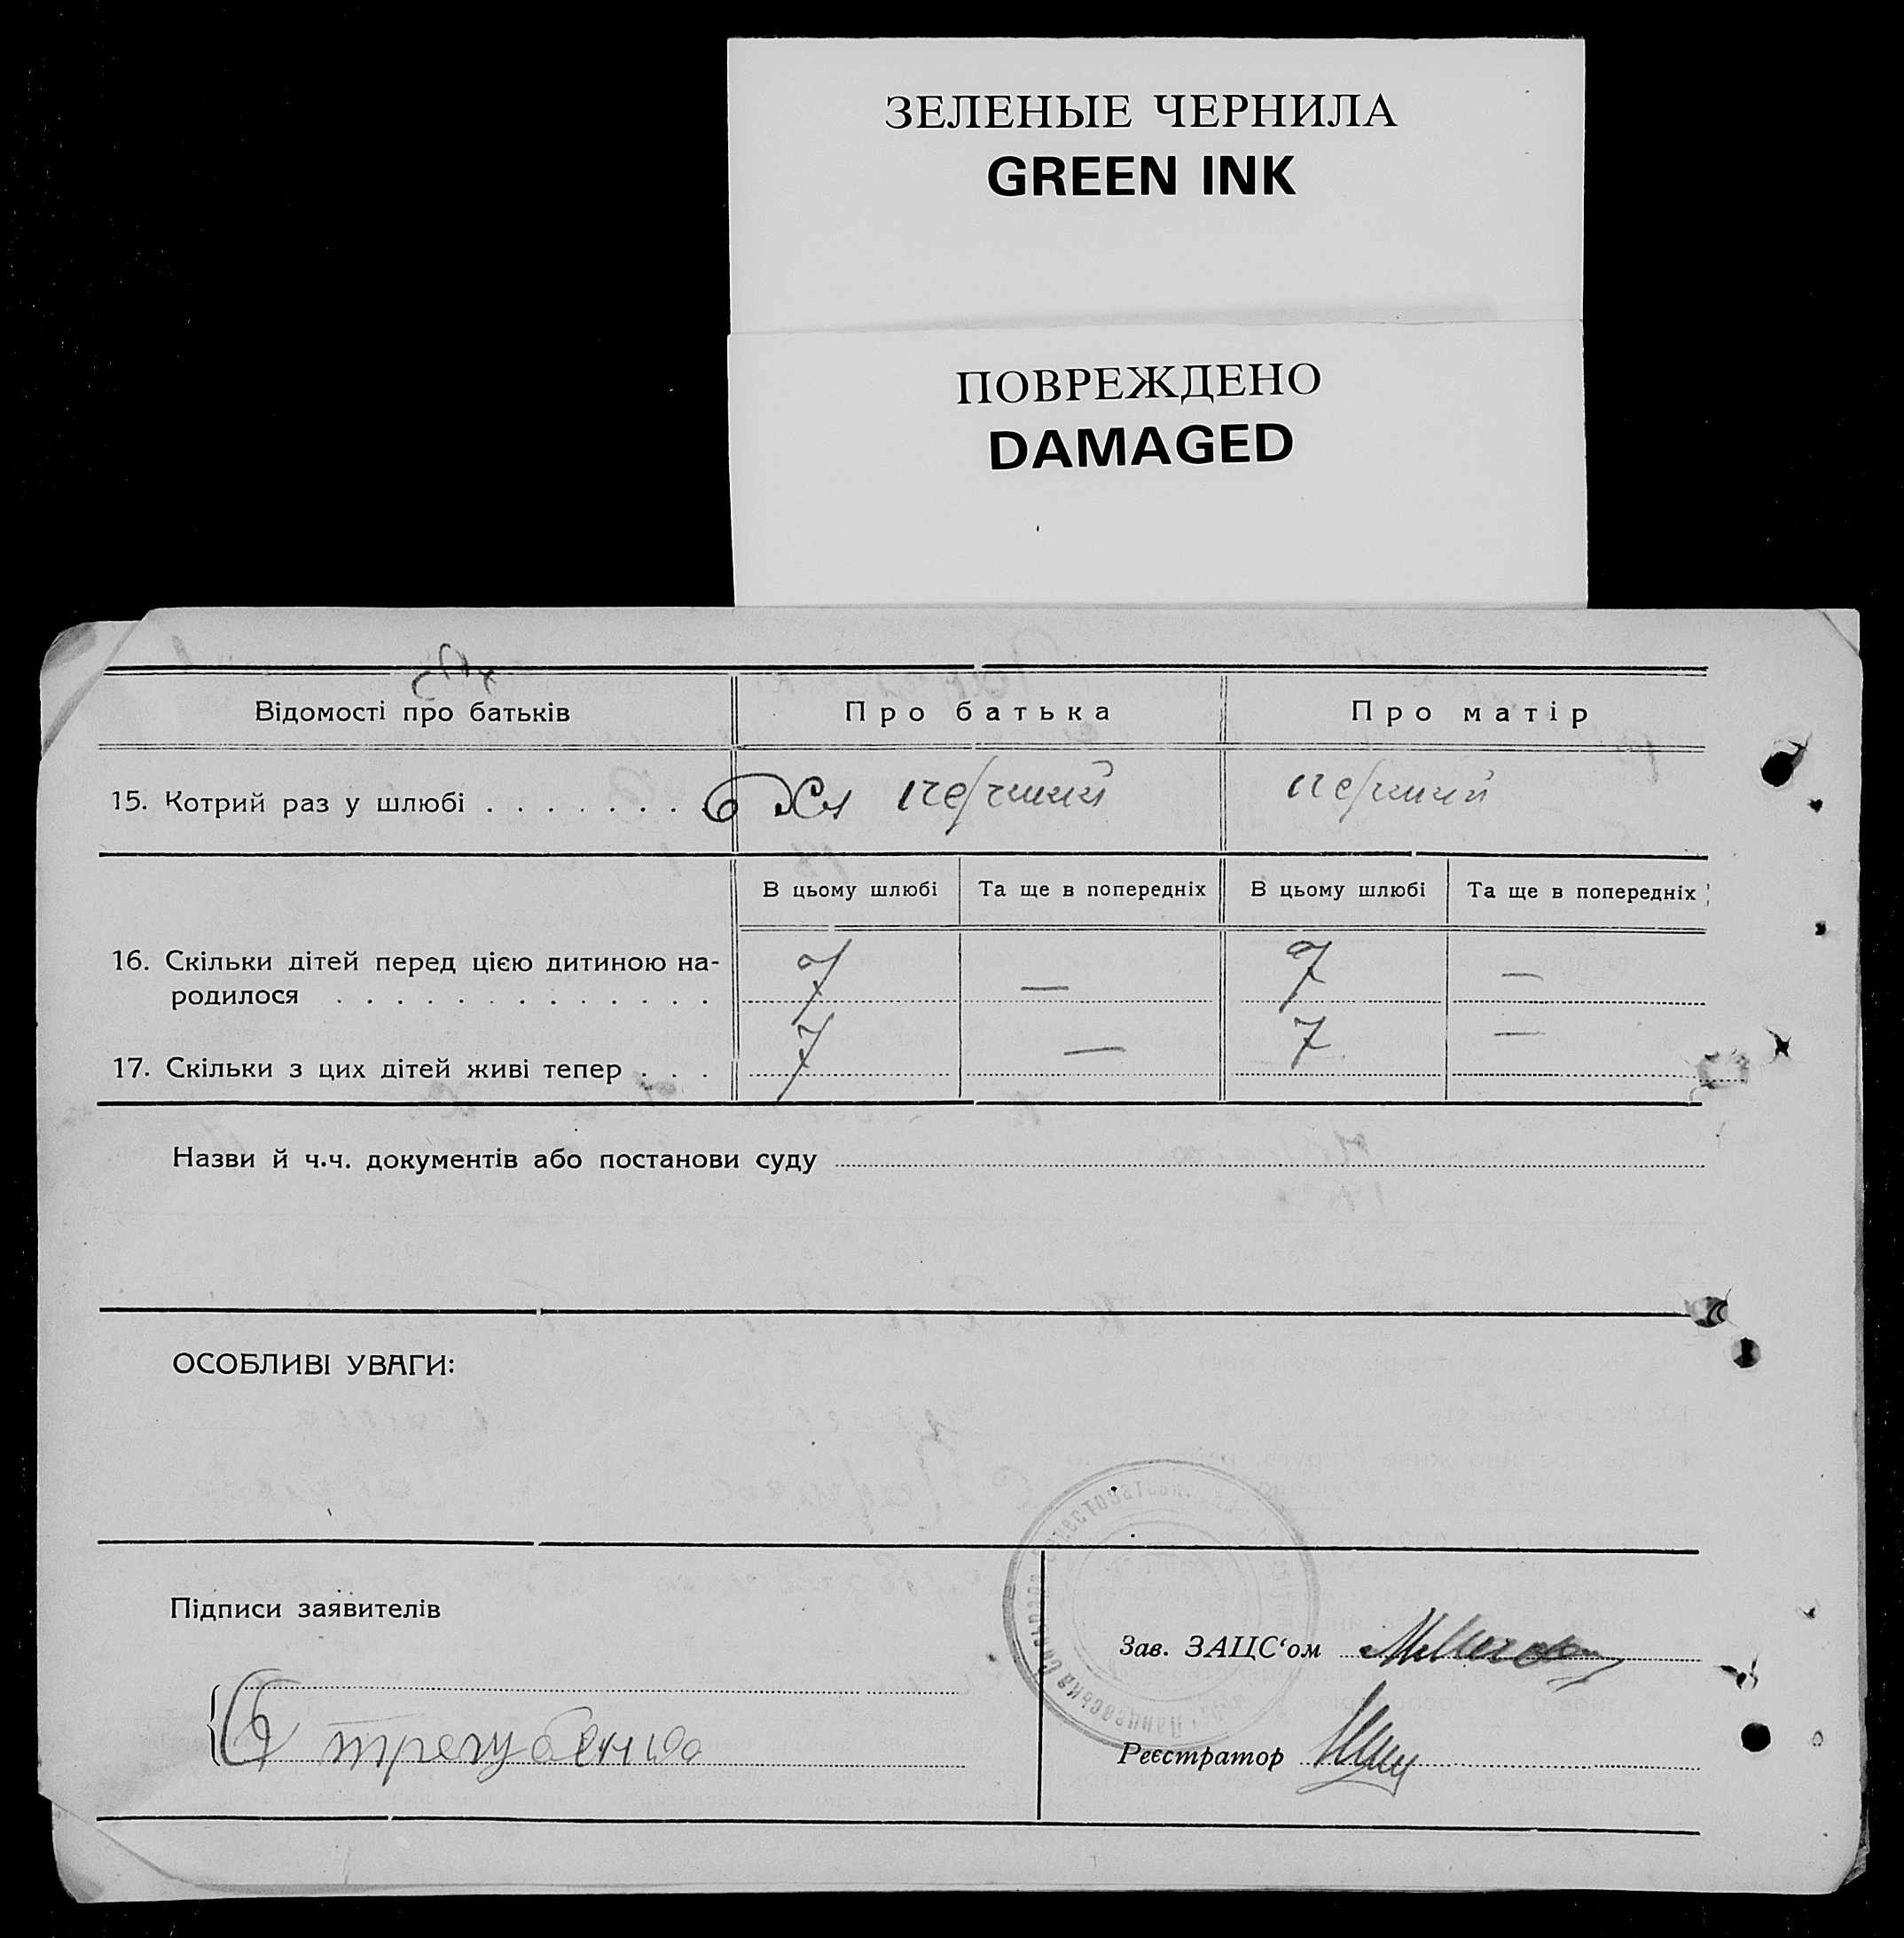 ЗЕЛЕНЫЕ ЧЕРНИЛА
GREEN INK
ПОВРЕЖДЕНО
DAMAGED
Відомості про батьків Про батька Про матір
15. Котрий раз у шлюбі . . . . . . . перший перший
В цьому шлюбі Та ще в попередніх В цьому шлюбі Та ще в попередніх
16. Скільки дітей перед цією дитиною на-
родилося . . . . . . . . . . . . . 7 — 7 —
17. Скільки з цих дітей живі тепер . . . 7 — 7 —
Назви й ч.ч. документів або постанови суду
ОСОБЛИВІ УВАГИ:
Підписи заявителів
Зав. ЗАЦС‘ом
Реєстратор